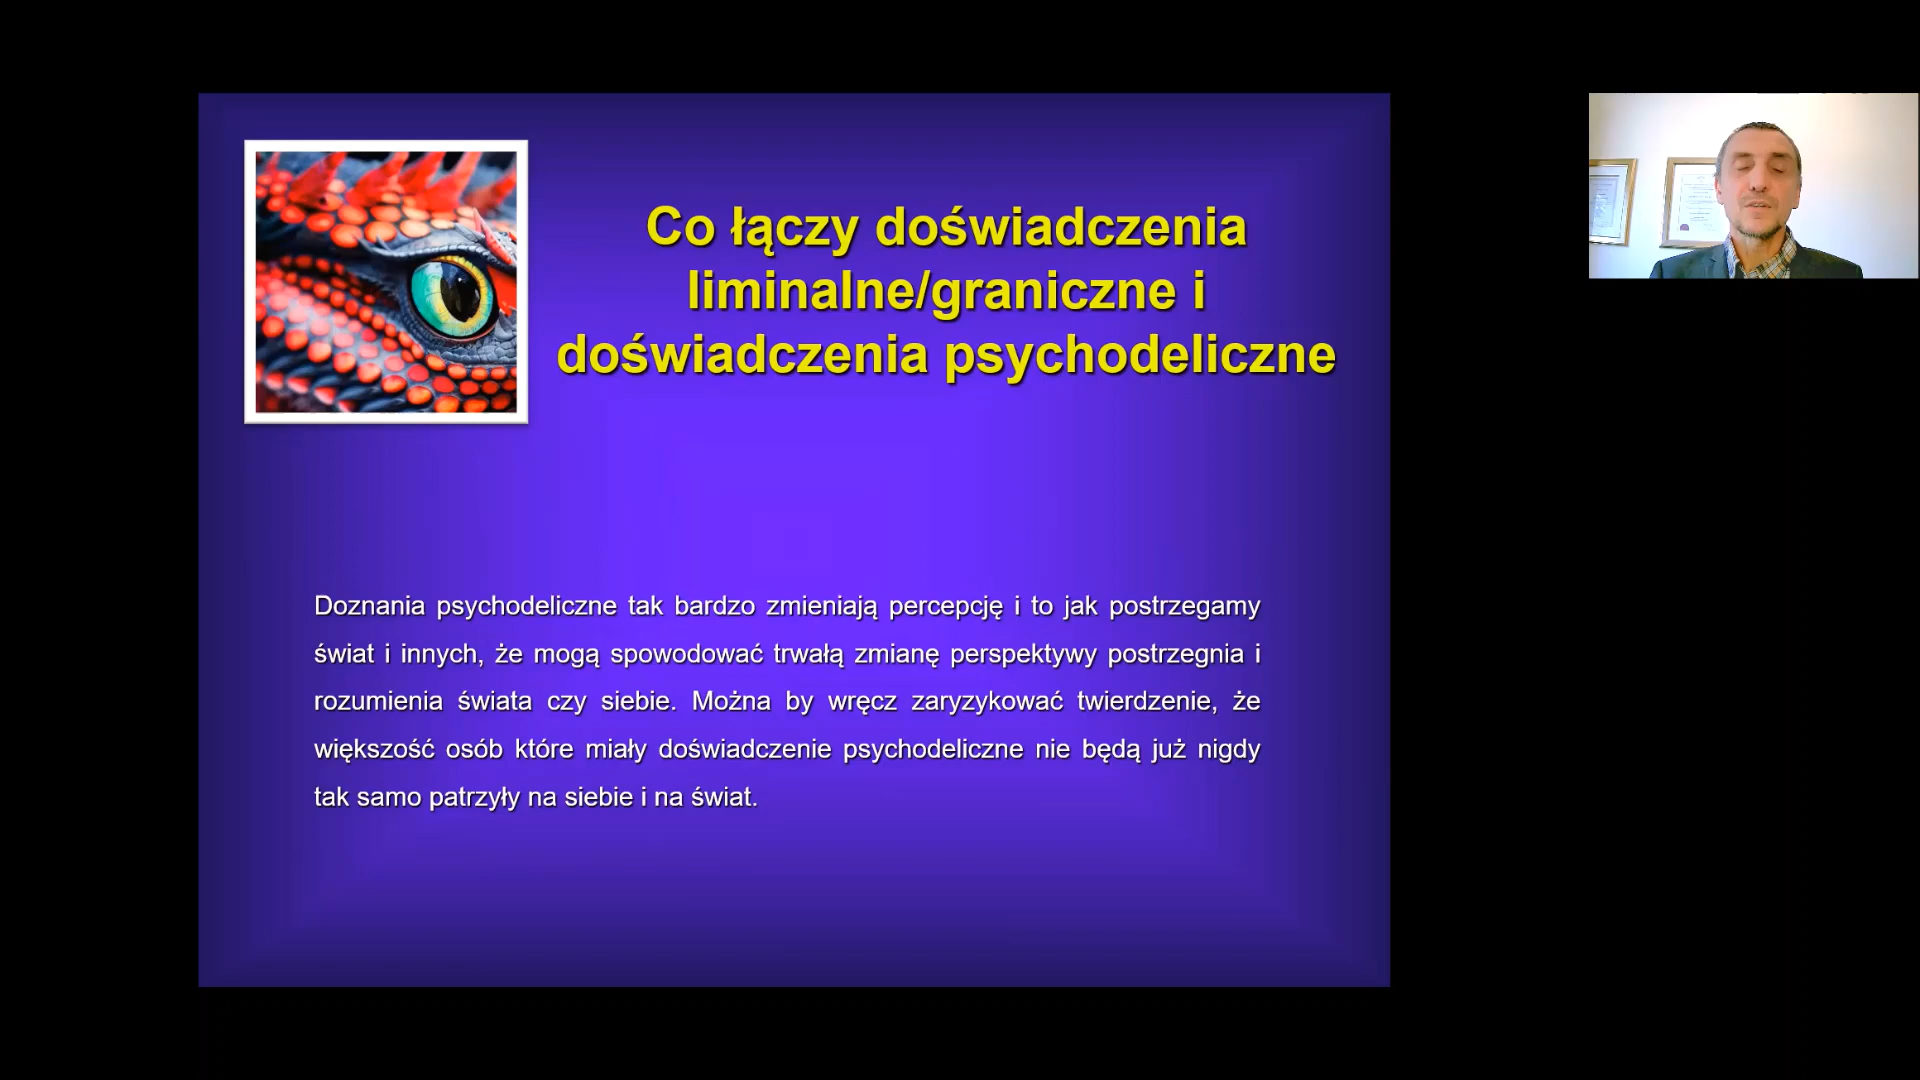 Co łączy doświadczenia
liminalne/graniczne i
doświadczenia psychodeliczne
Doznania psychodeliczne tak bardzo zmieniają percepcję i to jak postrzegamy
świat i innych, że mogą spowodować trwałą zmianę perspektywy postrzegnia i
rozumienia świata czy siebie. Można by wręcz zaryzykować twierdzenie, że
większość osób które miały doświadczenie psychodeliczne nie będą już nigdy
tak samo patrzyły na siebie i na świat.